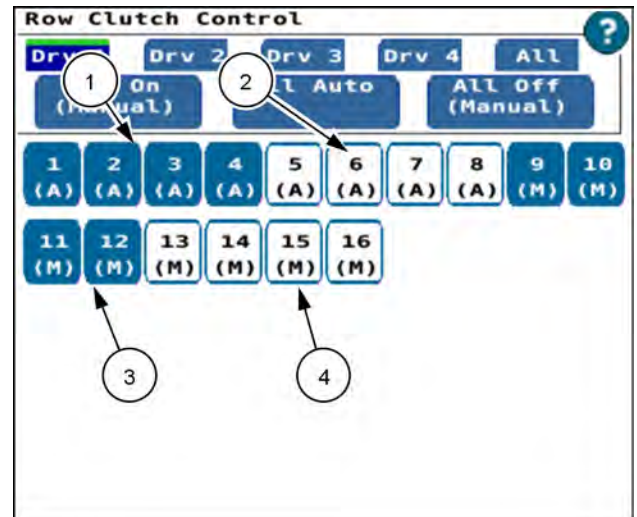 Row Clutch Control
?
Drv 2 Drv 3 Drv 4 All
1 2
On (Manual)
All Off (Manual)
Auto
1 (A) 2 (A) 3 (A) 4 (A) 5 (A) 6 (A) 7 (A) 8 (A) 9 (M) 10 (M)
11 (M) 12 (M) 13 (M) 14 (M) 15 (M) 16 (M)
3 4